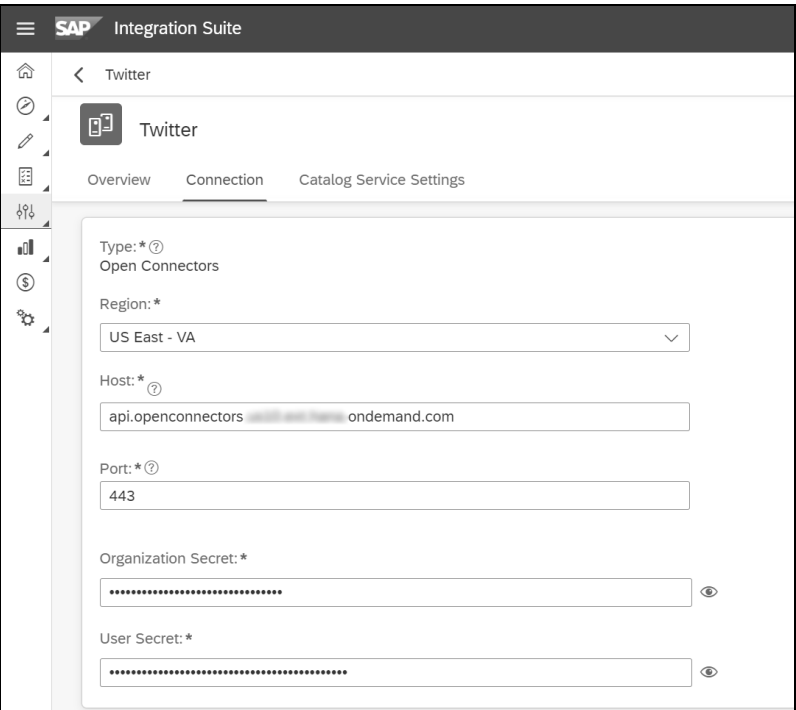 SAP Integration Suite
Twitter
Twitter
Overview Connection Catalog Service Settings
Type: *
Open Connectors
Region: *
US East - VA
Host: *
api.openconnectors ondemand.com
Port: *
443
Organization Secret: *
••••••••••••••••••••••••••••••••
User Secret: *
••••••••••••••••••••••••••••••••••••••••••••